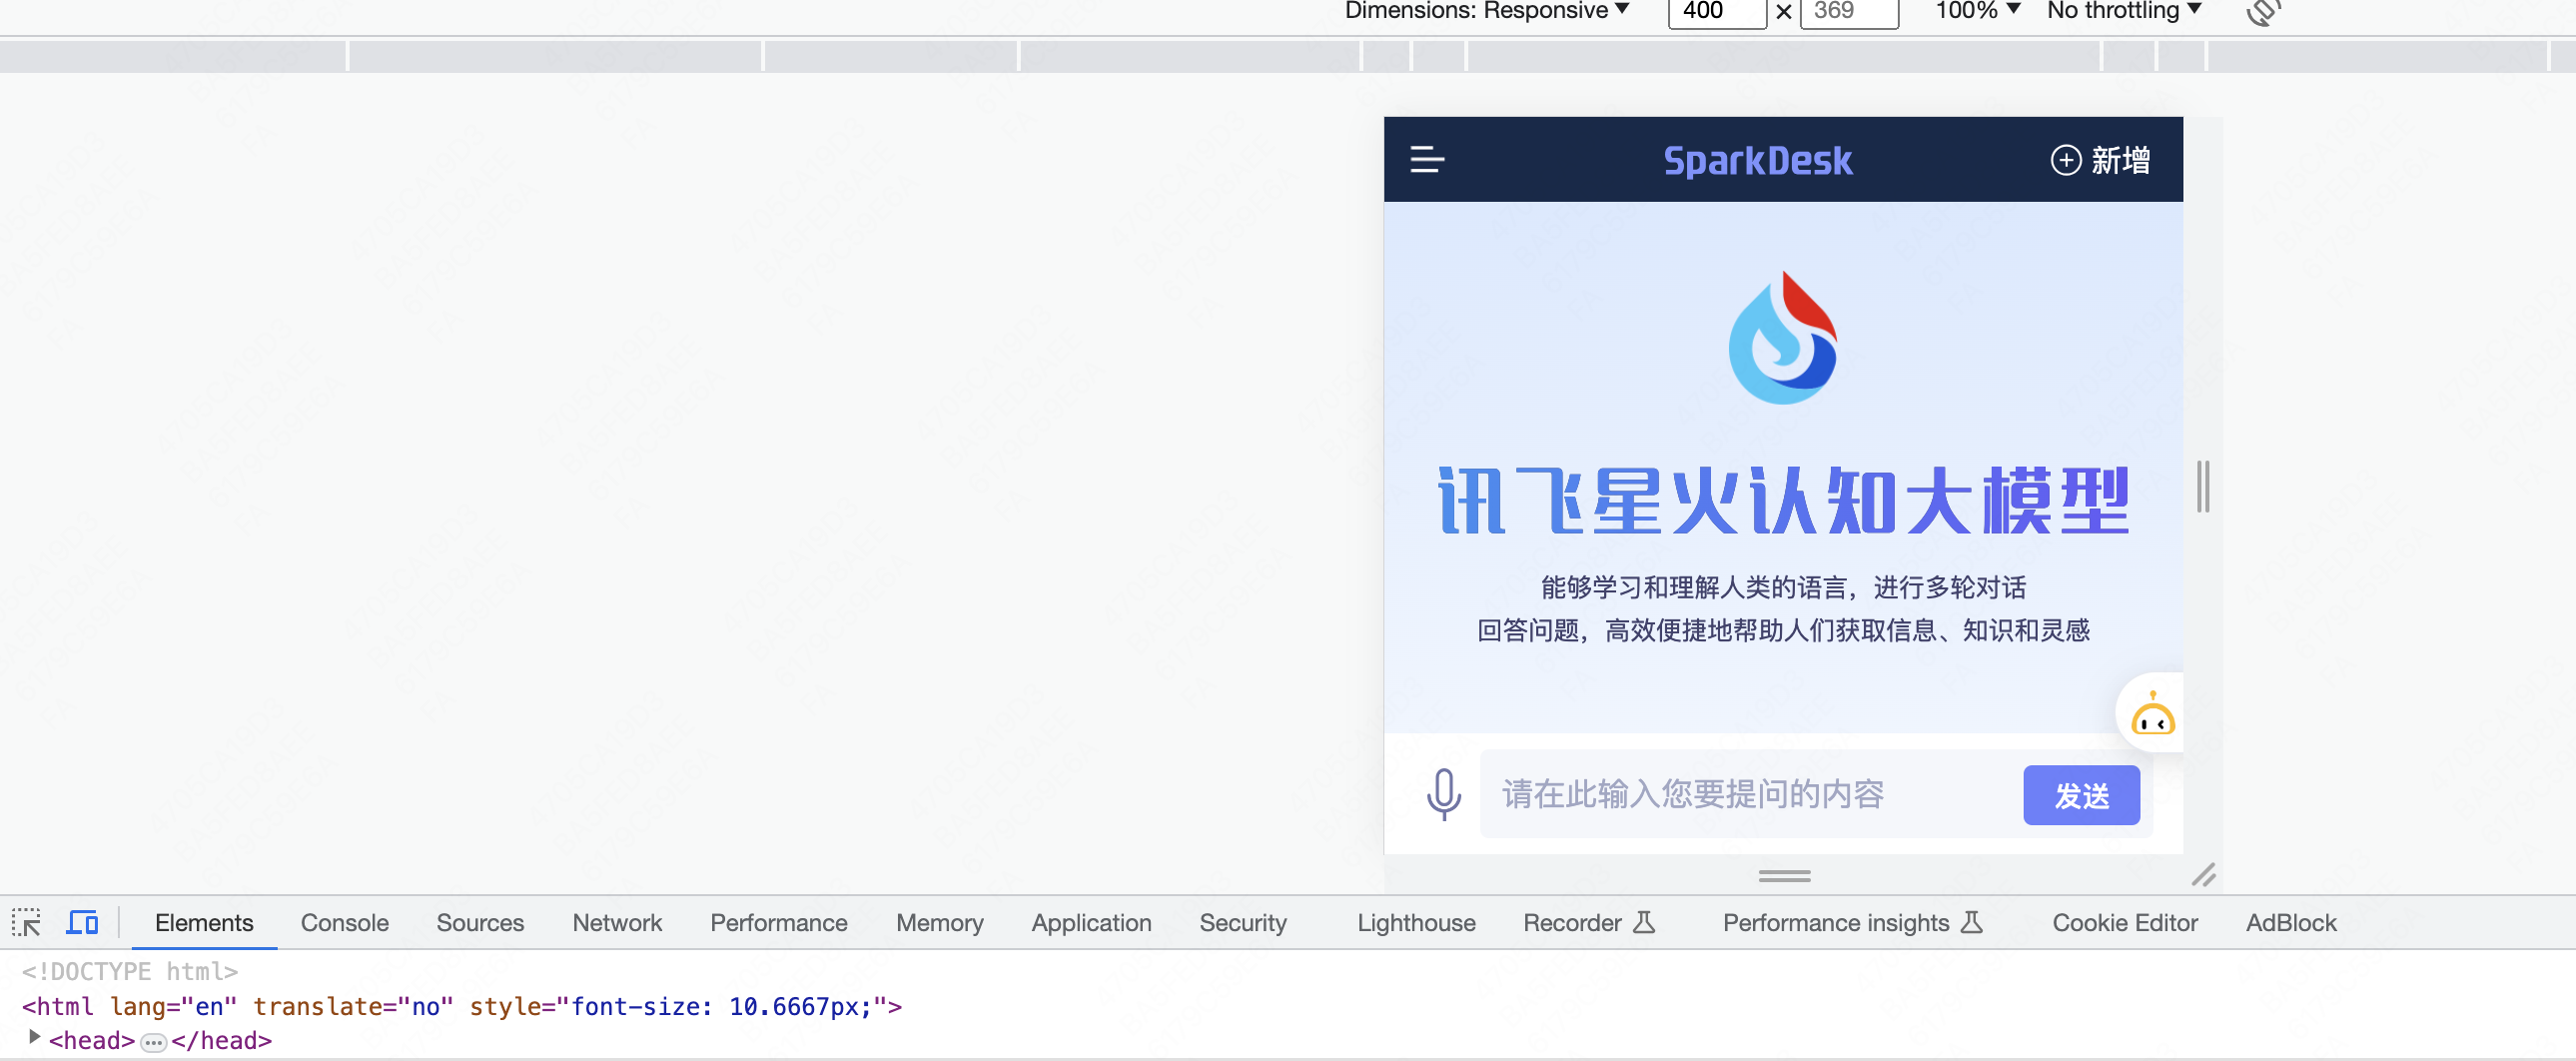 Dimensions: Responsive 400 × 369 100% No throttling
SparkDesk 新增
讯飞星火认知大模型
能够学习和理解人类的语言，进行多轮对话
回答问题，高效便捷地帮助人们获取信息、知识和灵感
请在此输入您要提问的内容 发送
Elements Console Sources Network Performance Memory Application Security Lighthouse Recorder Performance insights Cookie Editor AdBlock
<!DOCTYPE html>
<html lang="en" translate="no" style="font-size: 10.6667px;">
<head>…</head>